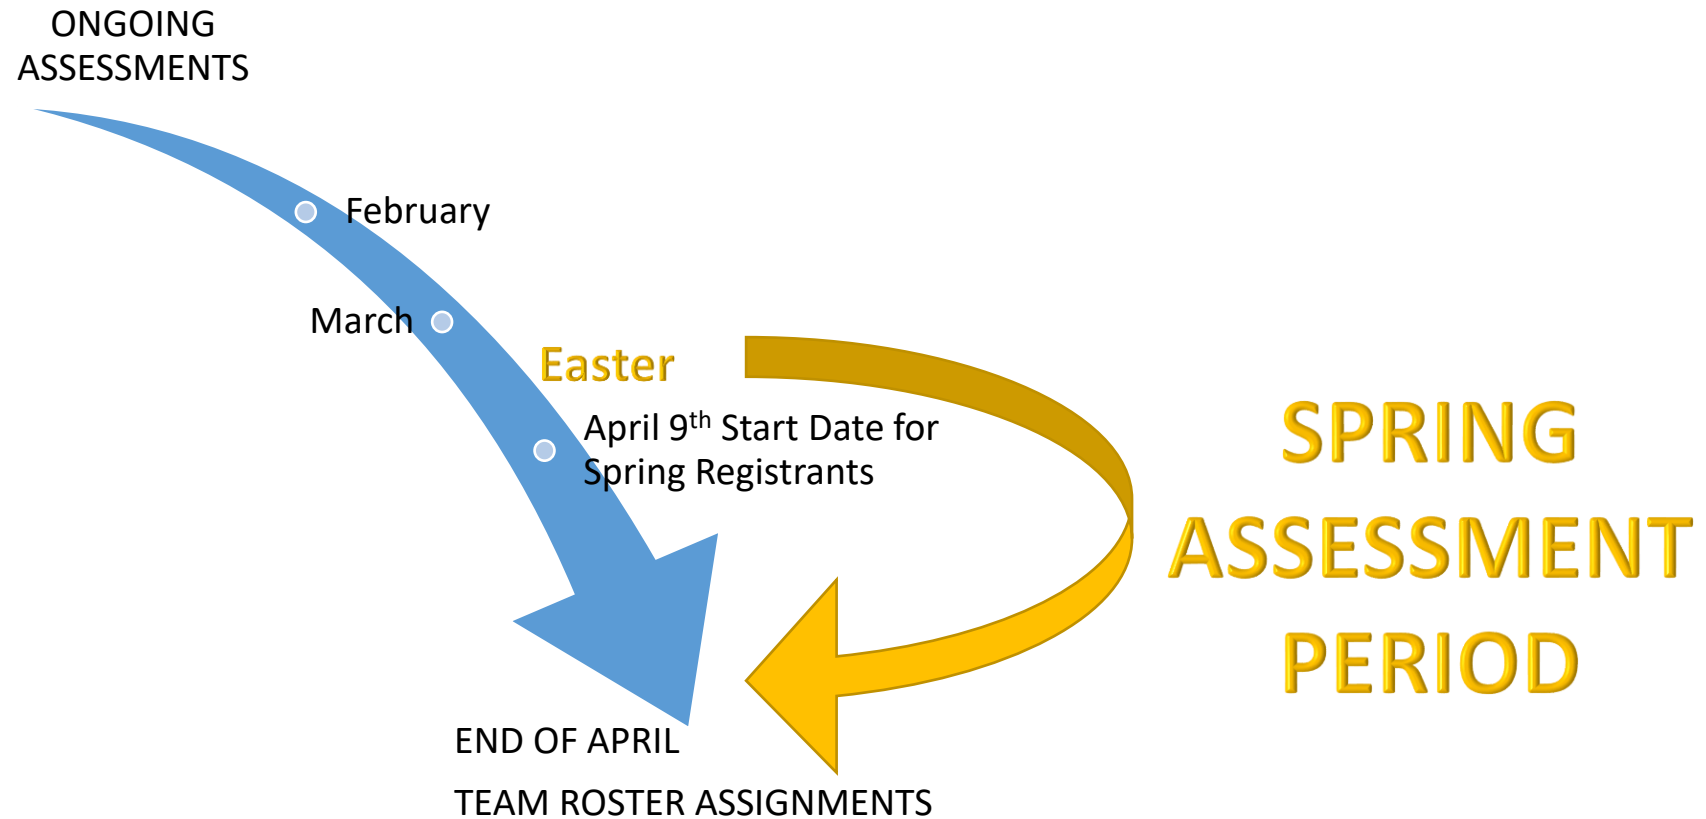 ONGOING
ASSESSMENTS
February
March
Easter
April 9th Start Date for
Spring Registrants
SPRING
ASSESSMENT
PERIOD
END OF APRIL
TEAM ROSTER ASSIGNMENTS